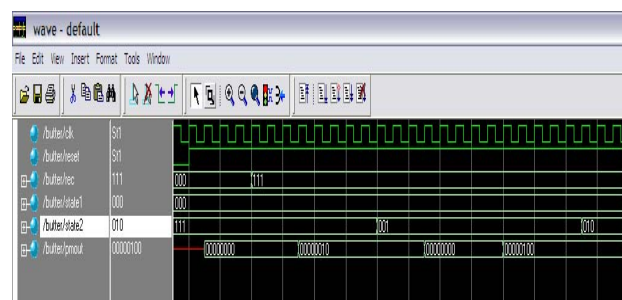 wave - default
File Edit View Insert Format Tools Window
/butter/clk St1
/butter/reset St1
/butter/rec 111 000 111
/butter/state1 000 000
/butter/state2 010 111 001 010
/butter/pmout 00000100 00000000 00000010 00000000 00000100